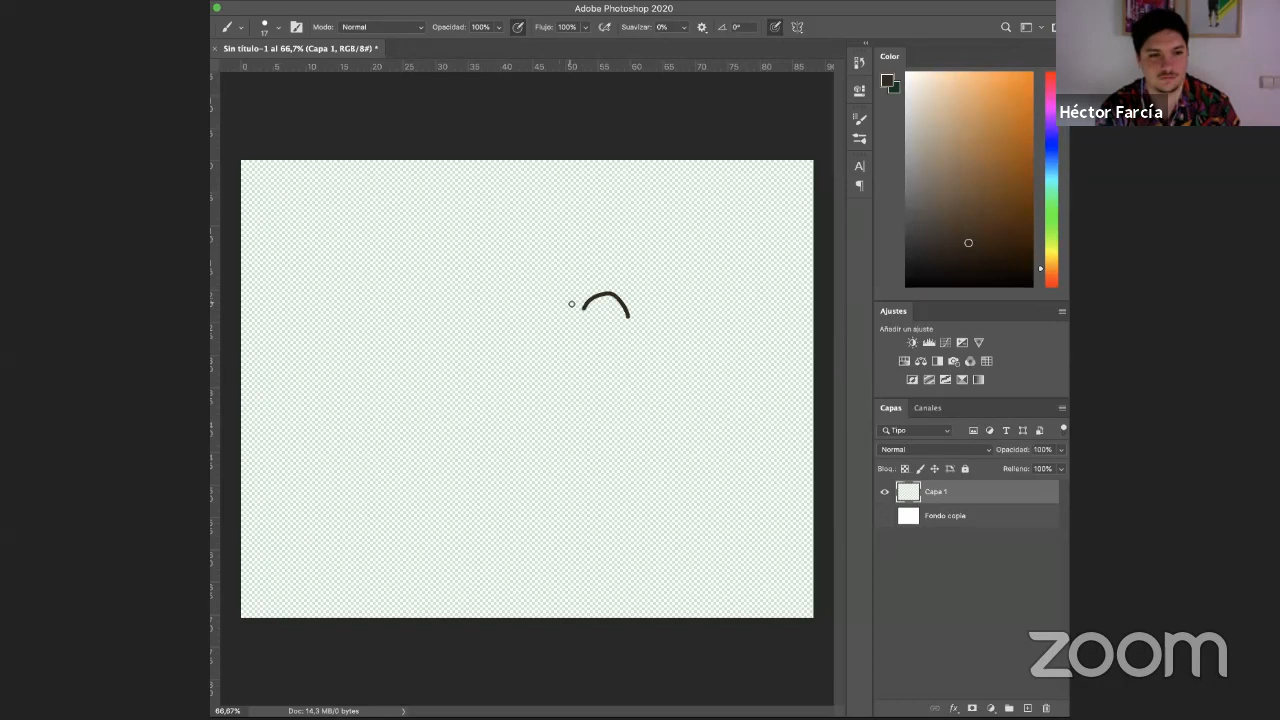 Adobe Photoshop 2020
17 Modo: Normal Opacidad: 100% Flujo: 100% Suavizar: 0% 0°
Sin título-1 al 66,7% (Capa 1, RGB/8#) *
0 5 10 15 20 25 30 35 40 45 50 55 60 65 70 75 80 85 90
Color
Héctor Farcía
Ajustes
Añadir un ajuste
Capas Canales
Tipo
Normal Opacidad: 100%
Bloq.: Relleno: 100%
Capa 1
Fondo copia
zoom
66,67% Doc: 14,3 MB/0 bytes